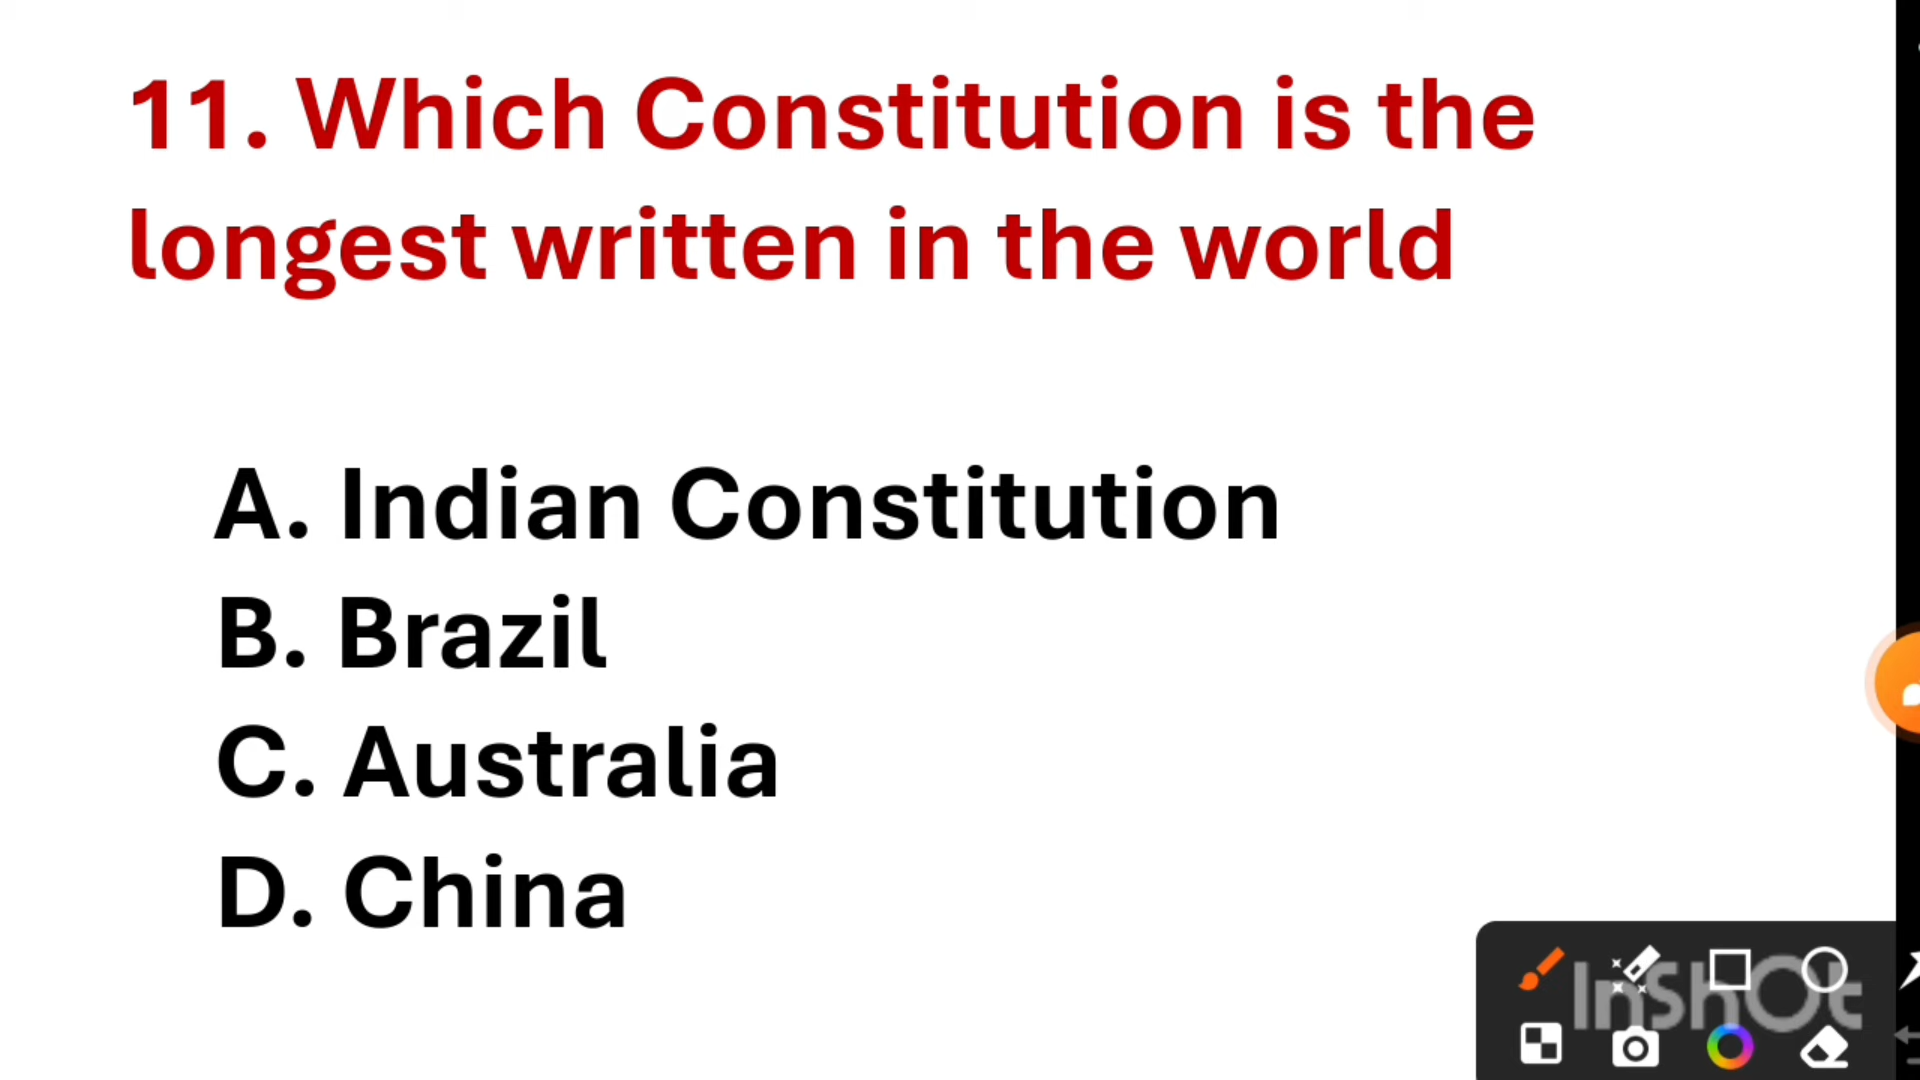 11. Which Constitution is the
longest written in the world
A. Indian Constitution
B. Brazil
C. Australia
D. China
InShOt